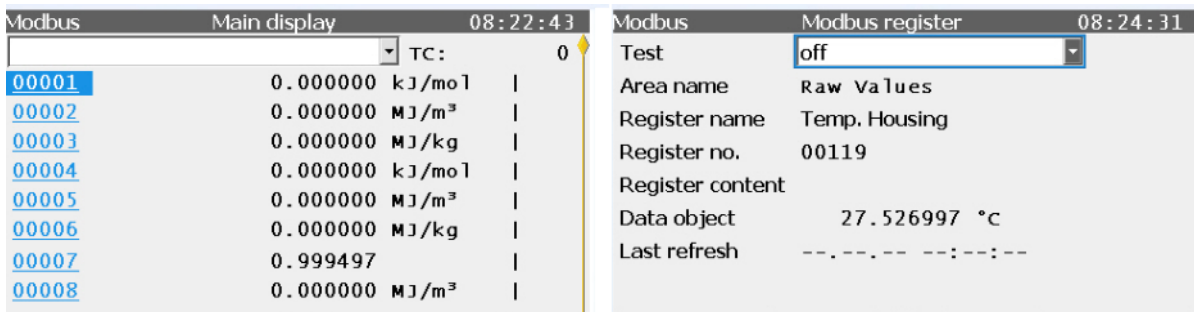 Modbus Main display 08:22:43
TC: 0
00001 0.000000 kJ/mol |
00002 0.000000 MJ/m³ |
00003 0.000000 MJ/kg |
00004 0.000000 kJ/mol |
00005 0.000000 MJ/m³ |
00006 0.000000 MJ/kg |
00007 0.999497 |
00008 0.000000 MJ/m³ |
Modbus Modbus register 08:24:31
Test off
Area name Raw Values
Register name Temp. Housing
Register no. 00119
Register content
Data object 27.526997 °C
Last refresh --.--.-- --:--:--